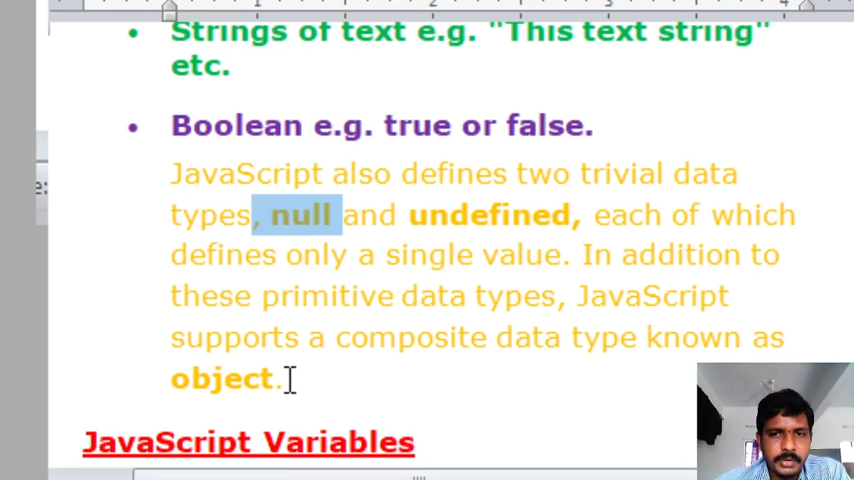 Strings of text e.g. "This text string"
etc.
Boolean e.g. true or false.
JavaScript also defines two trivial data
types, null and undefined, each of which
defines only a single value. In addition to
these primitive data types, JavaScript
supports a composite data type known as
object.
JavaScript Variables
e: